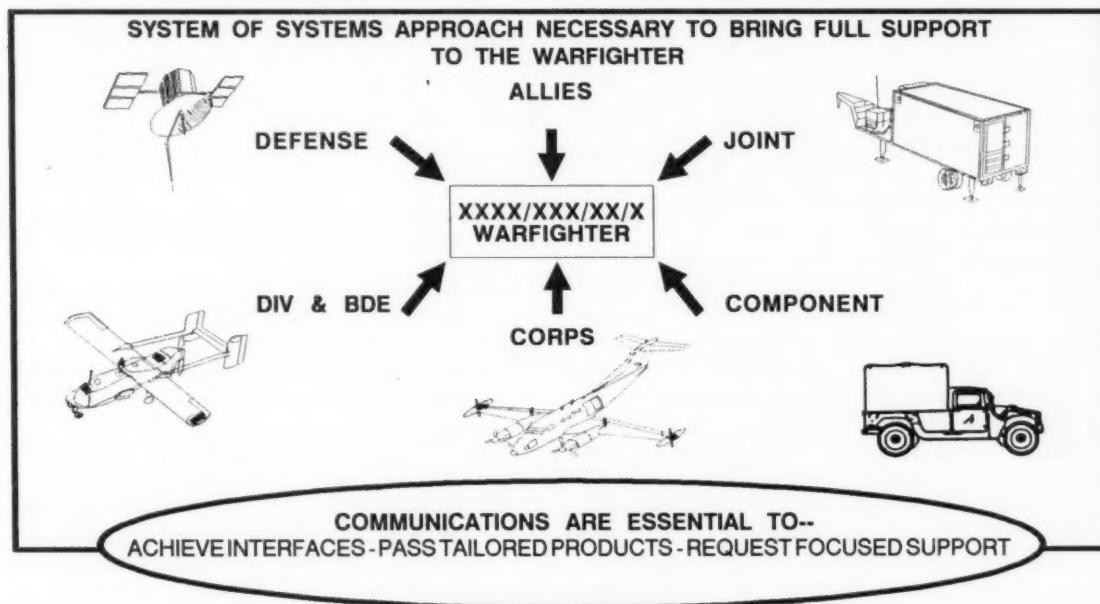 SYSTEM OF SYSTEMS APPROACH NECESSARY TO BRING FULL SUPPORT
TO THE WARFIGHTER
ALLIES
DEFENSE
JOINT
XXXX/XXX/XX/X
WARFIGHTER
DIV & BDE
CORPS
COMPONENT
COMMUNICATIONS ARE ESSENTIAL TO--
ACHIEVE INTERFACES - PASS TAILORED PRODUCTS - REQUEST FOCUSED SUPPORT